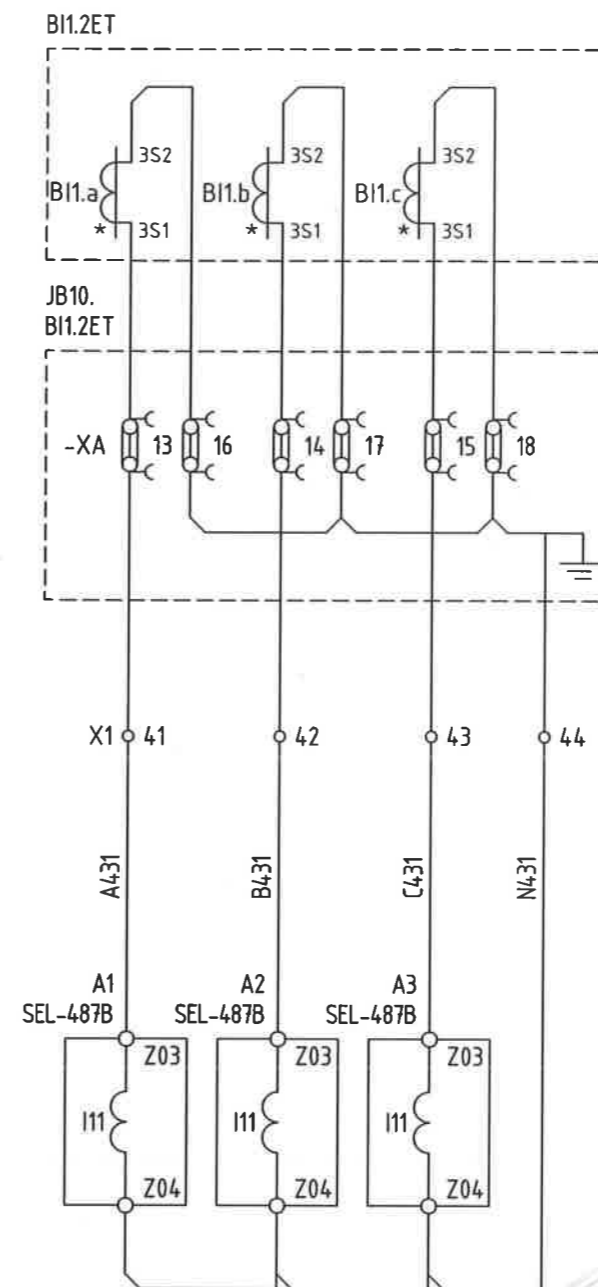 BI1.2ET
3S2 3S2 3S2
BI1.a BI1.b BI1.c
* 3S1 * 3S1 * 3S1
JB10.
BI1.2ET
-XA 13 16 14 17 15 18
X1 41 42 43 44
A431 B431 C431 N431
A1 A2 A3
SEL-487B SEL-487B SEL-487B
Z03 Z03 Z03
I11 I11 I11
Z04 Z04 Z04